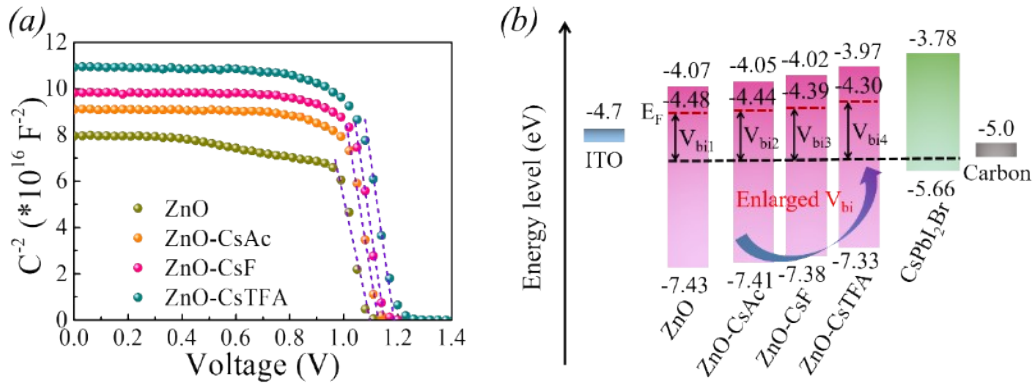 (a)
12
10
8
6
4
2
0
C⁻² (*10¹⁶ F⁻²)
ZnO
ZnO-CsAc
ZnO-CsF
ZnO-CsTFA
0.0 0.2 0.4 0.6 0.8 1.0 1.2 1.4
Voltage (V)
(b)
Energy level (eV)
-4.7
ITO
E_F
-4.07
-4.48
V_bi1
-7.43
ZnO
-4.05
-4.44
V_bi2
-7.41
ZnO-CsAc
-4.02
-4.39
V_bi3
-7.38
ZnO-CsF
-3.97
-4.30
V_bi4
-7.33
ZnO-CsTFA
Enlarged V_bi
-3.78
-5.66
CsPbI₂Br
-5.0
Carbon